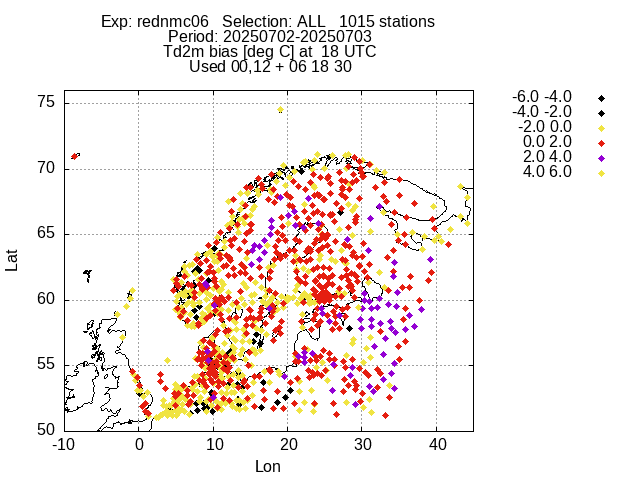 Exp: rednmc06   Selection: ALL   1015 stations
Period: 20250702-20250703
Td2m bias [deg C] at  18 UTC
Used 00,12 + 06 18 30
-6.0 -4.0
-4.0 -2.0
-2.0 0.0
0.0 2.0
2.0 4.0
4.0 6.0
75
70
65
60
55
50
Lat
-10 0 10 20 30 40
Lon